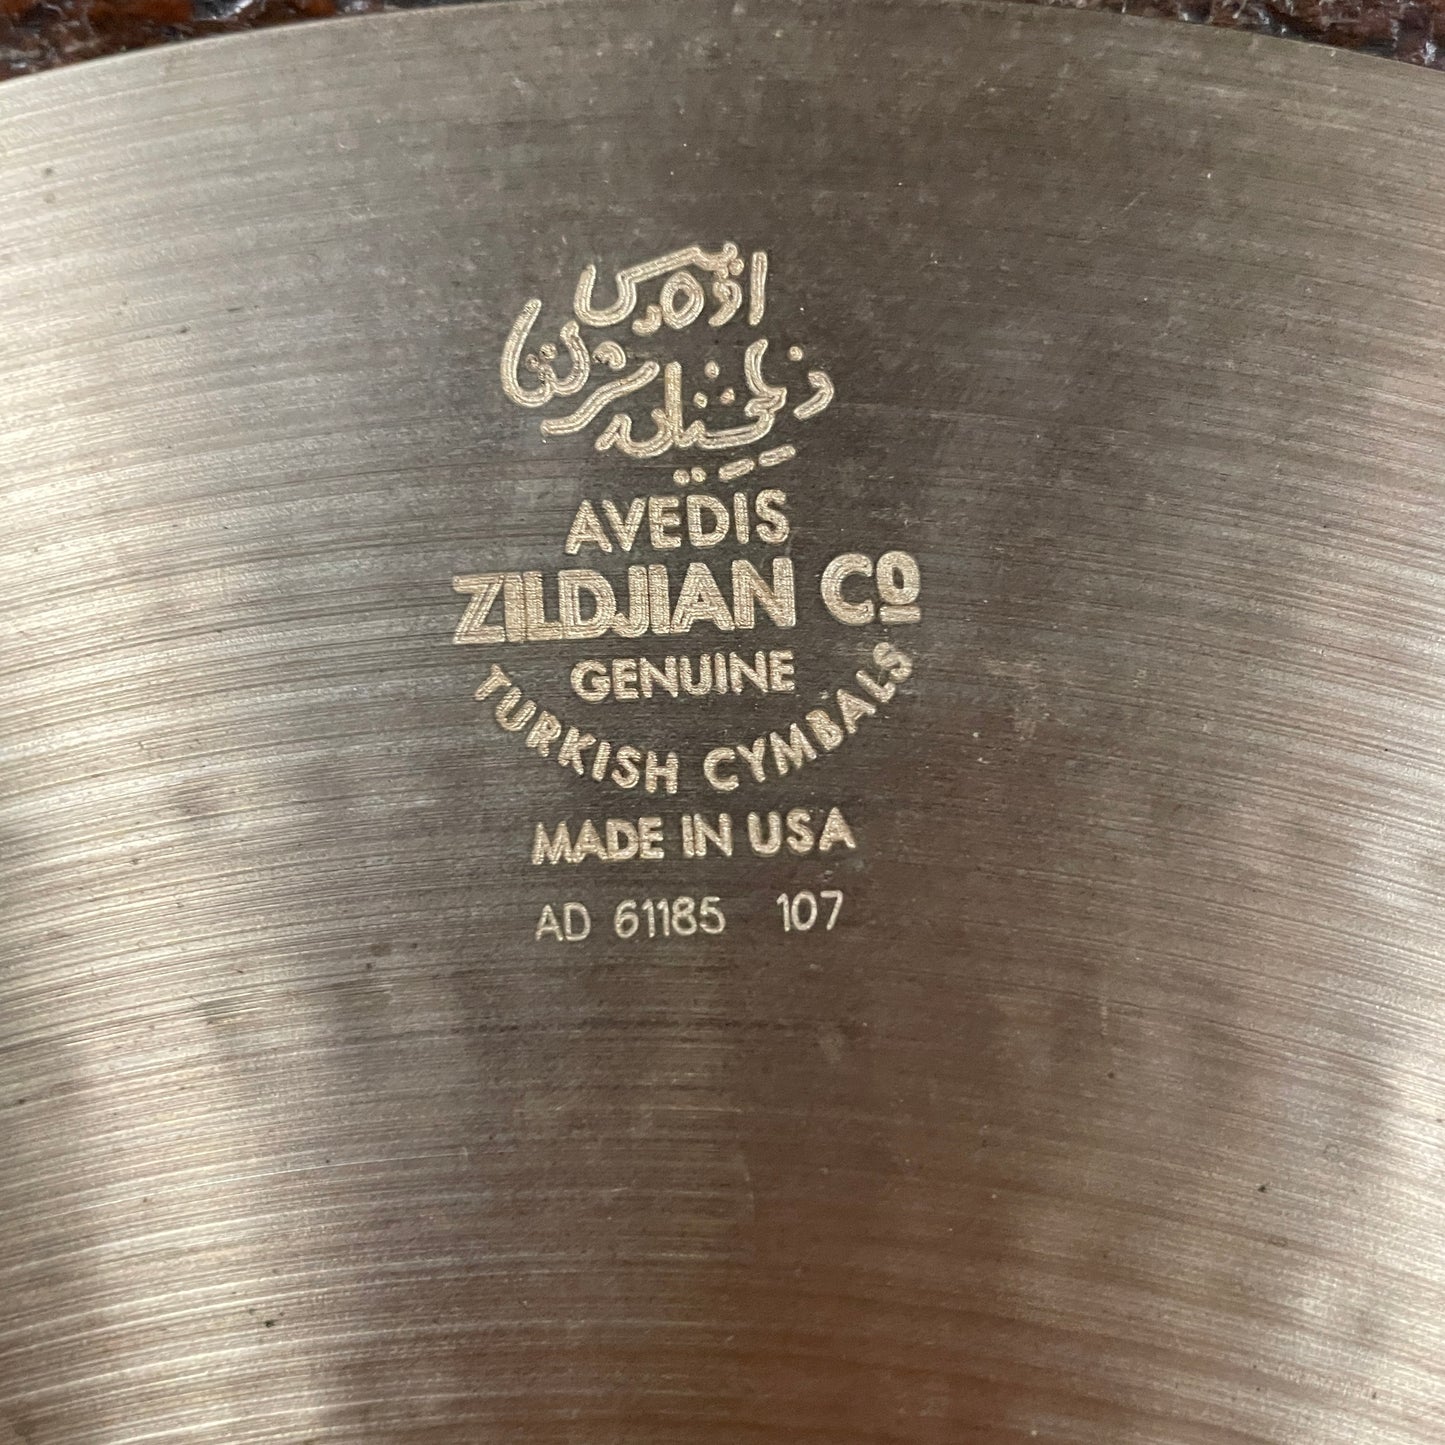 AVEDIS
ZILDJIAN CO
GENUINE
TURKISH CYMBALS
MADE IN USA
AD 61185 107